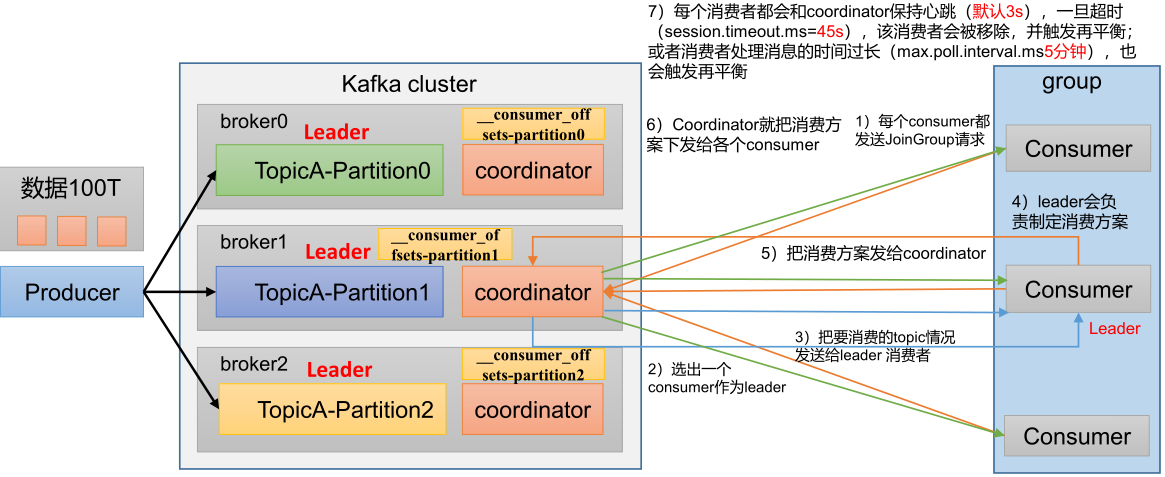 7）每个消费者都会和coordinator保持心跳（默认3s），一旦超时
（session.timeout.ms=45s），该消费者会被移除，并触发再平衡；
或者消费者处理消息的时间过长（max.poll.interval.ms5分钟），也
会触发再平衡
Kafka cluster
group
broker0
Leader
__consumer_off
sets-partition0
TopicA-Partition0
coordinator
6）Coordinator就把消费方
案下发给各个consumer
1）每个consumer都
发送JoinGroup请求
Consumer
数据100T
Producer
broker1
Leader
__consumer_of
fsets-partition1
TopicA-Partition1
coordinator
5）把消费方案发给coordinator
4）leader会负
责制定消费方案
Consumer
Leader
3）把要消费的topic情况
发送给leader 消费者
broker2
Leader
__consumer_off
sets-partition2
TopicA-Partition2
coordinator
2）选出一个
consumer作为leader
Consumer